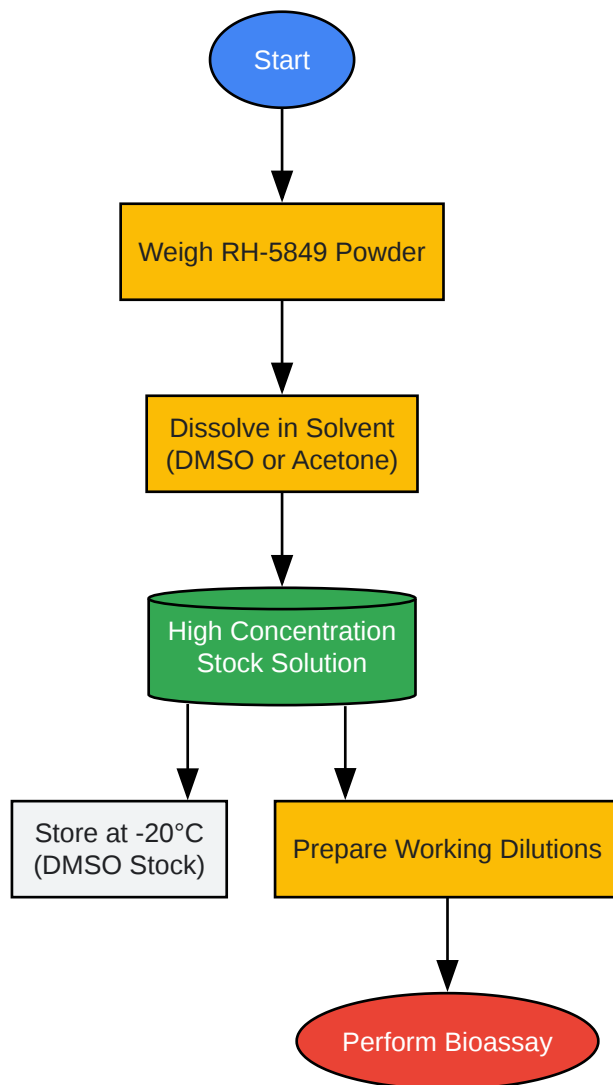 Start
Weigh RH-5849 Powder
Dissolve in Solvent
(DMSO or Acetone)
High Concentration
Stock Solution
Store at -20°C
(DMSO Stock)
Prepare Working Dilutions
Perform Bioassay